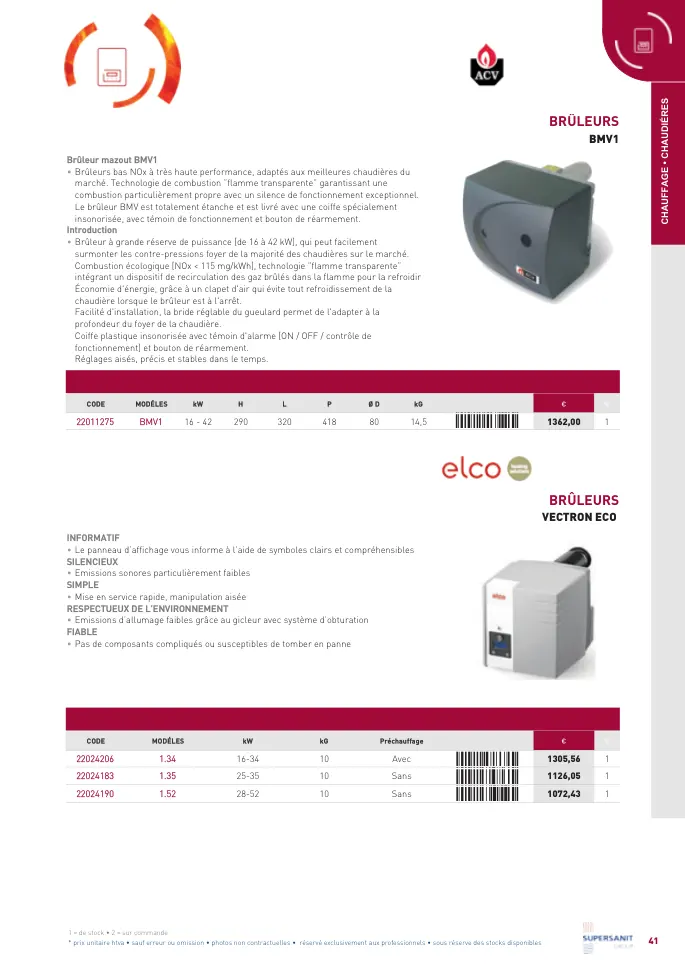 ACV
CHAUFFAGE • CHAUDIÈRES
BRÛLEURS
BMV1
Brûleur mazout BMV1
• Brûleurs bas NOx à très haute performance, adaptés aux meilleures chaudières du
marché. Technologie de combustion “flamme transparente” garantissant une
combustion particulièrement propre avec un silence de fonctionnement exceptionnel.
Le brûleur BMV est totalement étanche et est livré avec une coiffe spécialement
insonorisée, avec témoin de fonctionnement et bouton de réarmement.
Introduction
• Brûleur à grande réserve de puissance (de 16 à 42 kW), qui peut facilement
surmonter les contre-pressions foyer de la majorité des chaudières sur le marché.
Combustion écologique (NOx < 115 mg/kWh), technologie “flamme transparente”
intégrant un dispositif de recirculation des gaz brûlés dans la flamme pour la refroidir
Économie d'énergie, grâce à un clapet d'air qui évite tout refroidissement de la
chaudière lorsque le brûleur est à l'arrêt.
Facilité d'installation, la bride réglable du gueulard permet de l'adapter à la
profondeur du foyer de la chaudière.
Coiffe plastique insonorisée avec témoin d'alarme (ON / OFF / contrôle de
fonctionnement) et bouton de réarmement.
Réglages aisés, précis et stables dans le temps.
CODE MODÈLES kW H L P Ø D kG €
22011275 BMV1 16 - 42 290 320 418 80 14,5 1362,00 1
elco
BRÛLEURS
VECTRON ECO
INFORMATIF
• Le panneau d'affichage vous informe à l'aide de symboles clairs et compréhensibles
SILENCIEUX
• Emissions sonores particulièrement faibles
SIMPLE
• Mise en service rapide, manipulation aisée
RESPECTUEUX DE L'ENVIRONNEMENT
• Emissions d'allumage faibles grâce au gicleur avec système d'obturation
FIABLE
• Pas de composants compliqués ou susceptibles de tomber en panne
elco
CODE MODÈLES kW kG Préchauffage €
22024206 1.34 16-34 10 Avec 1305,56 1
22024183 1.35 25-35 10 Sans 1126,05 1
22024190 1.52 28-52 10 Sans 1072,43 1
1 = de stock • 2 = sur commande
* prix unitaire htva • sauf erreur ou omission • photos non contractuelles • réservé exclusivement aux professionnels • sous réserve des stocks disponibles
SUPERSANIT
GROUP
41